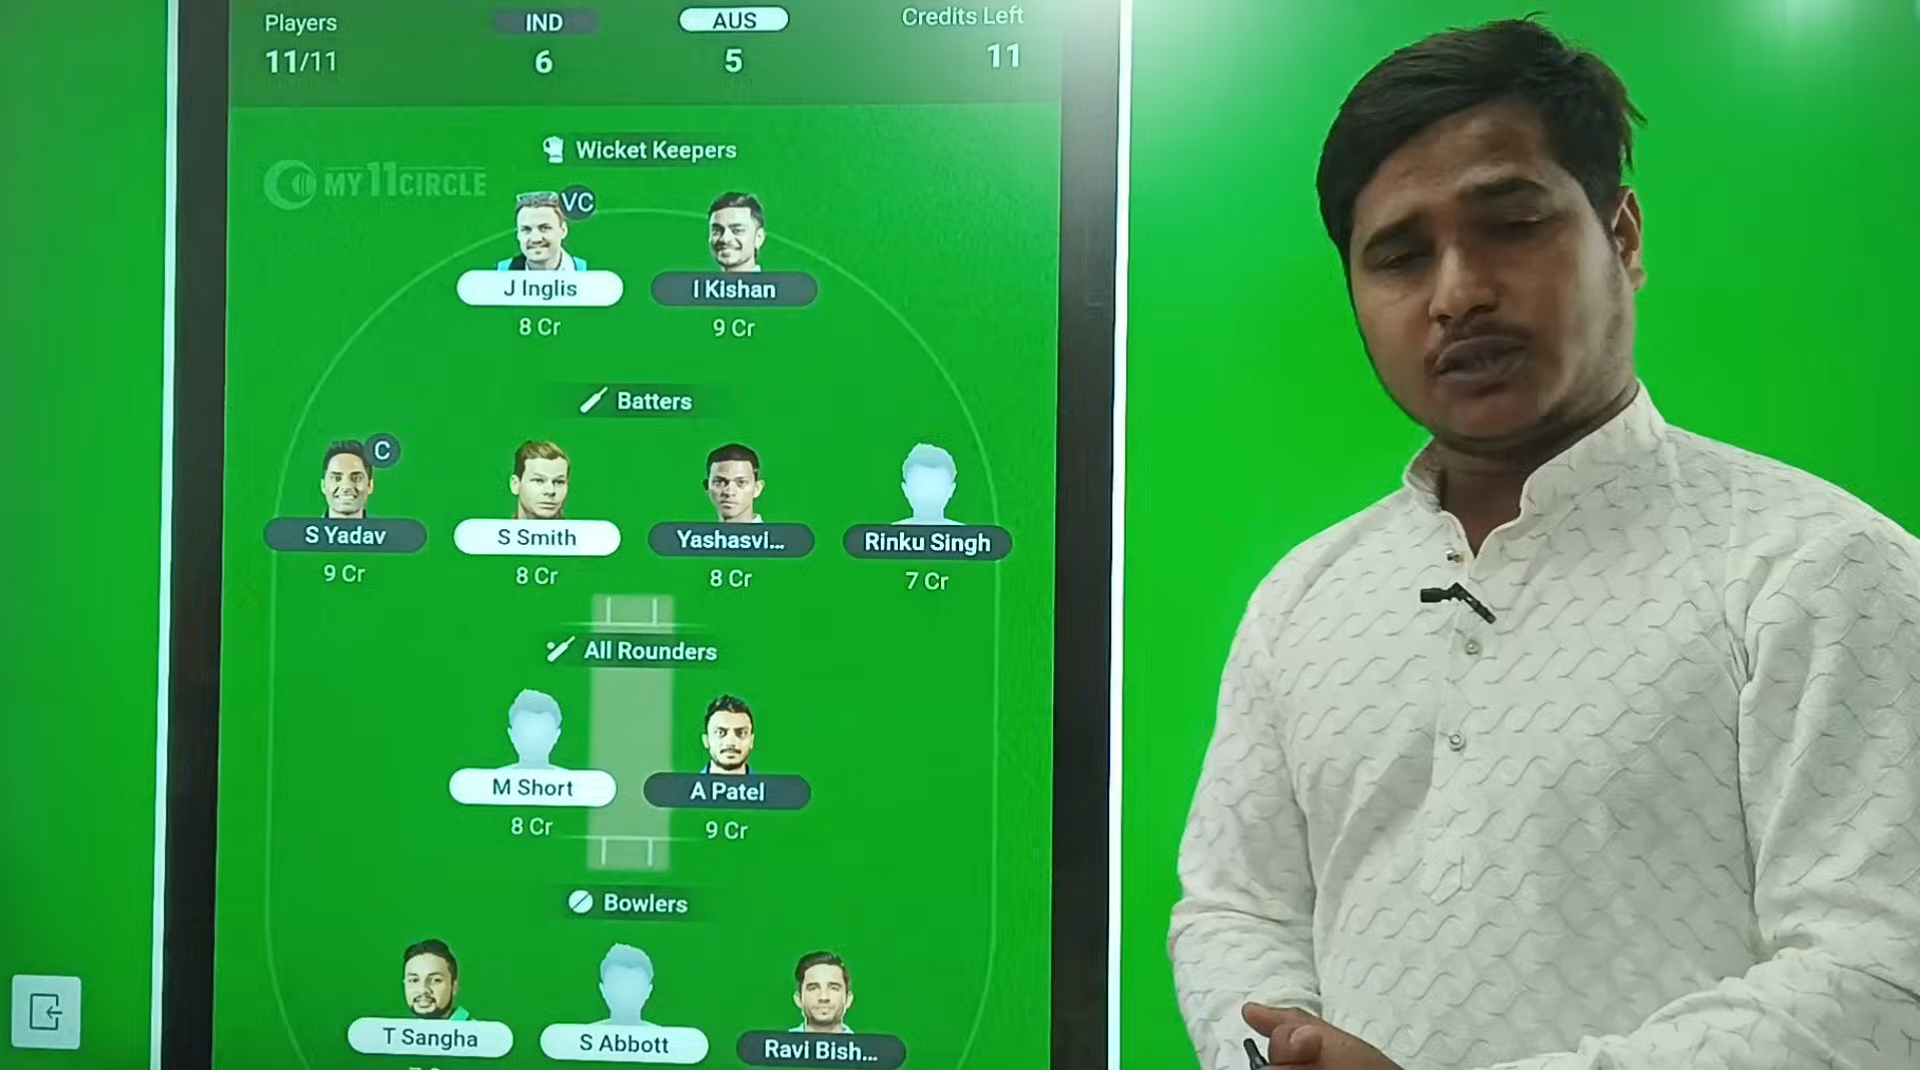 Players IND AUS Credits Left
11/11 6 5 11
Wicket Keepers
MY11CIRCLE
VC
J Inglis I Kishan
8 Cr 9 Cr
Batters
C
S Yadav S Smith Yashasvi... Rinku Singh
9 Cr 8 Cr 8 Cr 7 Cr
All Rounders
M Short A Patel
8 Cr 9 Cr
Bowlers
T Sangha S Abbott Ravi Bish...